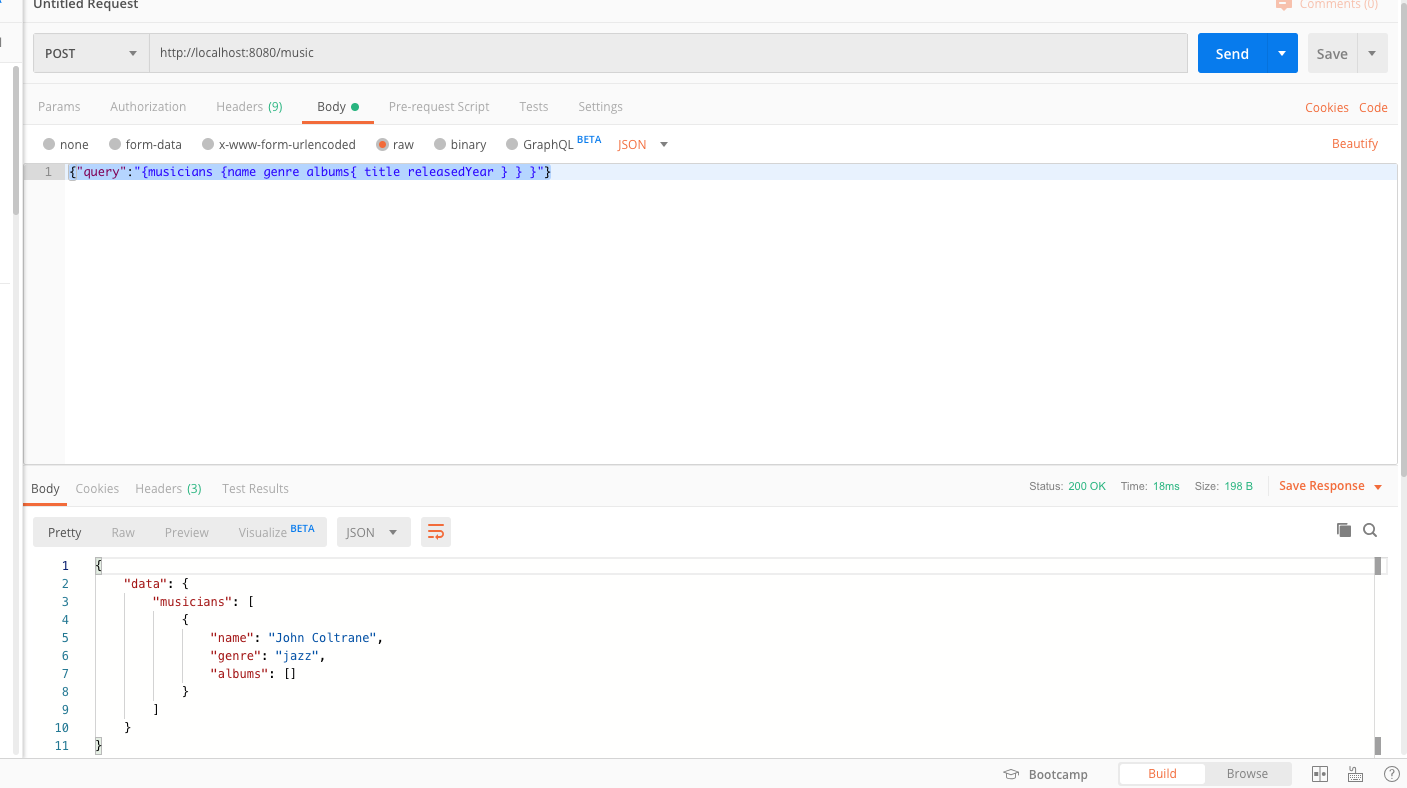 Untitled Request
Comments (0)
POST
http://localhost:8080/music
Send
Save
Params Authorization Headers (9) Body Pre-request Script Tests Settings
Cookies Code
none form-data x-www-form-urlencoded raw binary GraphQL BETA JSON
Beautify
1 {"query":"{musicians {name genre albums{ title releasedYear } } }"}
Body Cookies Headers (3) Test Results
Status: 200 OK Time: 18ms Size: 198 B Save Response
Pretty Raw Preview Visualize BETA JSON
1 {
2 "data": {
3 "musicians": [
4 {
5 "name": "John Coltrane",
6 "genre": "jazz",
7 "albums": []
8 }
9 ]
10 }
11 }
Bootcamp Build Browse